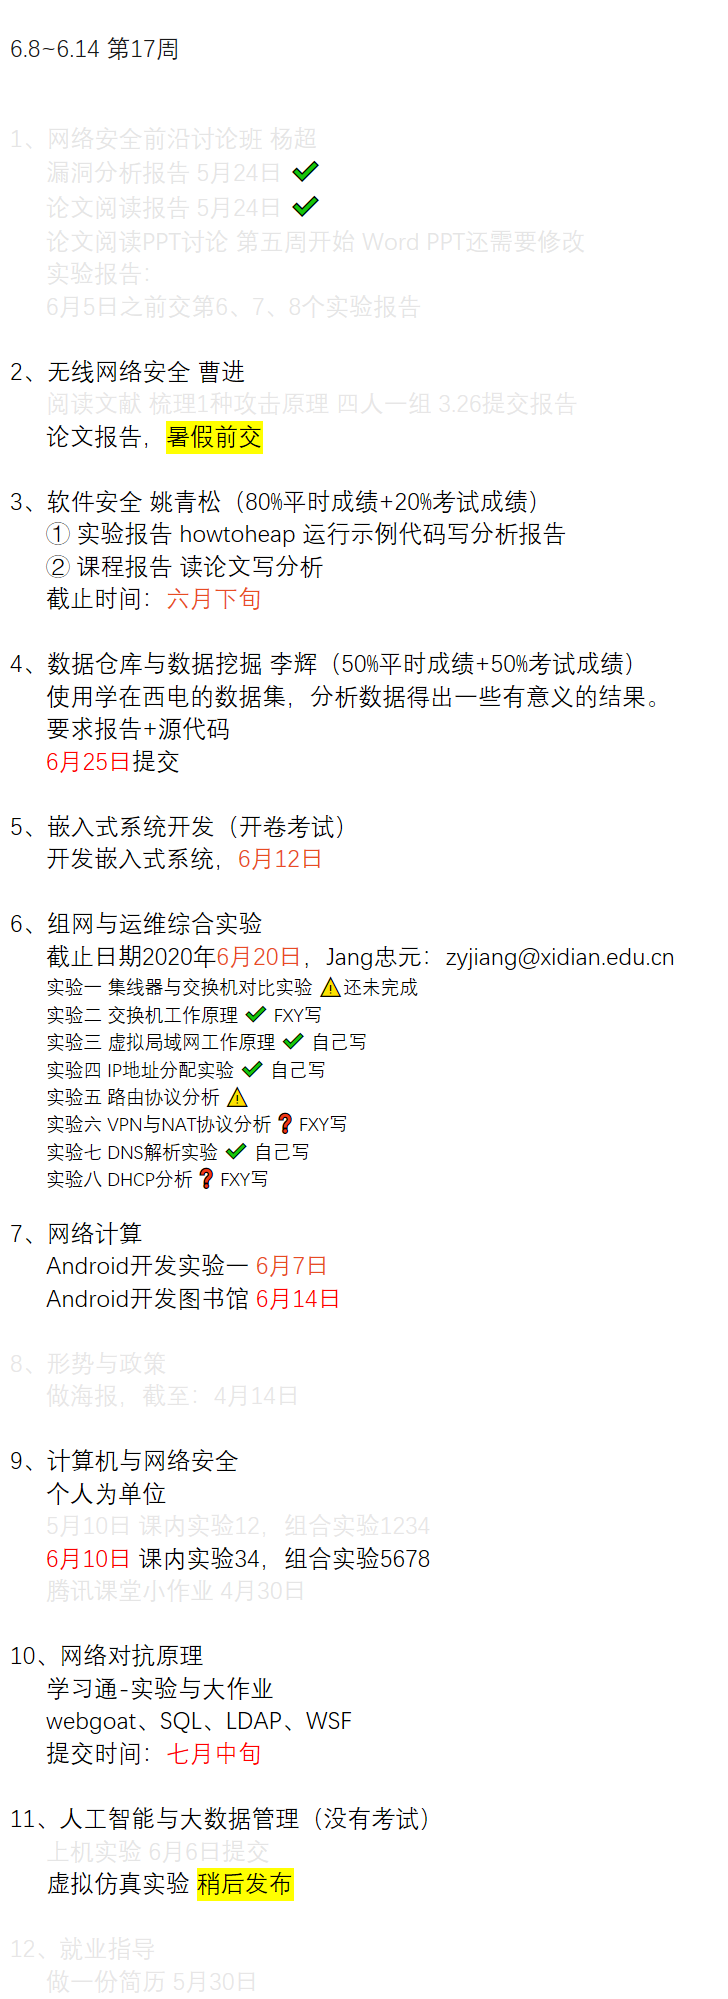 6.8~6.14 第17周
1、网络安全前沿讨论班 杨超
漏洞分析报告 5月24日 ✔
论文阅读报告 5月24日 ✔
论文阅读PPT讨论 第五周开始 Word PPT还需要修改
实验报告：
6月5日之前交第6、7、8个实验报告
2、无线网络安全 曹进
阅读文献 梳理1种攻击原理 四人一组 3.26提交报告
论文报告，暑假前交
3、软件安全 姚青松（80%平时成绩+20%考试成绩）
① 实验报告 howtoheap 运行示例代码写分析报告
② 课程报告 读论文写分析
截止时间：六月下旬
4、数据仓库与数据挖掘 李辉（50%平时成绩+50%考试成绩）
使用学在西电的数据集，分析数据得出一些有意义的结果。
要求报告+源代码
6月25日提交
5、嵌入式系统开发（开卷考试）
开发嵌入式系统，6月12日
6、组网与运维综合实验
截止日期2020年6月20日，Jang忠元：zyjiang@xidian.edu.cn
实验一 集线器与交换机对比实验 ⚠还未完成
实验二 交换机工作原理 ✔ FXY写
实验三 虚拟局域网工作原理 ✔ 自己写
实验四 IP地址分配实验 ✔ 自己写
实验五 路由协议分析 ⚠
实验六 VPN与NAT协议分析 ❓ FXY写
实验七 DNS解析实验 ✔ 自己写
实验八 DHCP分析 ❓ FXY写
7、网络计算
Android开发实验一 6月7日
Android开发图书馆 6月14日
8、形势与政策
做海报，截至：4月14日
9、计算机与网络安全
个人为单位
5月10日 课内实验12，组合实验1234
6月10日 课内实验34，组合实验5678
腾讯课堂小作业 4月30日
10、网络对抗原理
学习通-实验与大作业
webgoat、SQL、LDAP、WSF
提交时间：七月中旬
11、人工智能与大数据管理（没有考试）
上机实验 6月6日提交
虚拟仿真实验 稍后发布
12、就业指导
做一份简历 5月30日